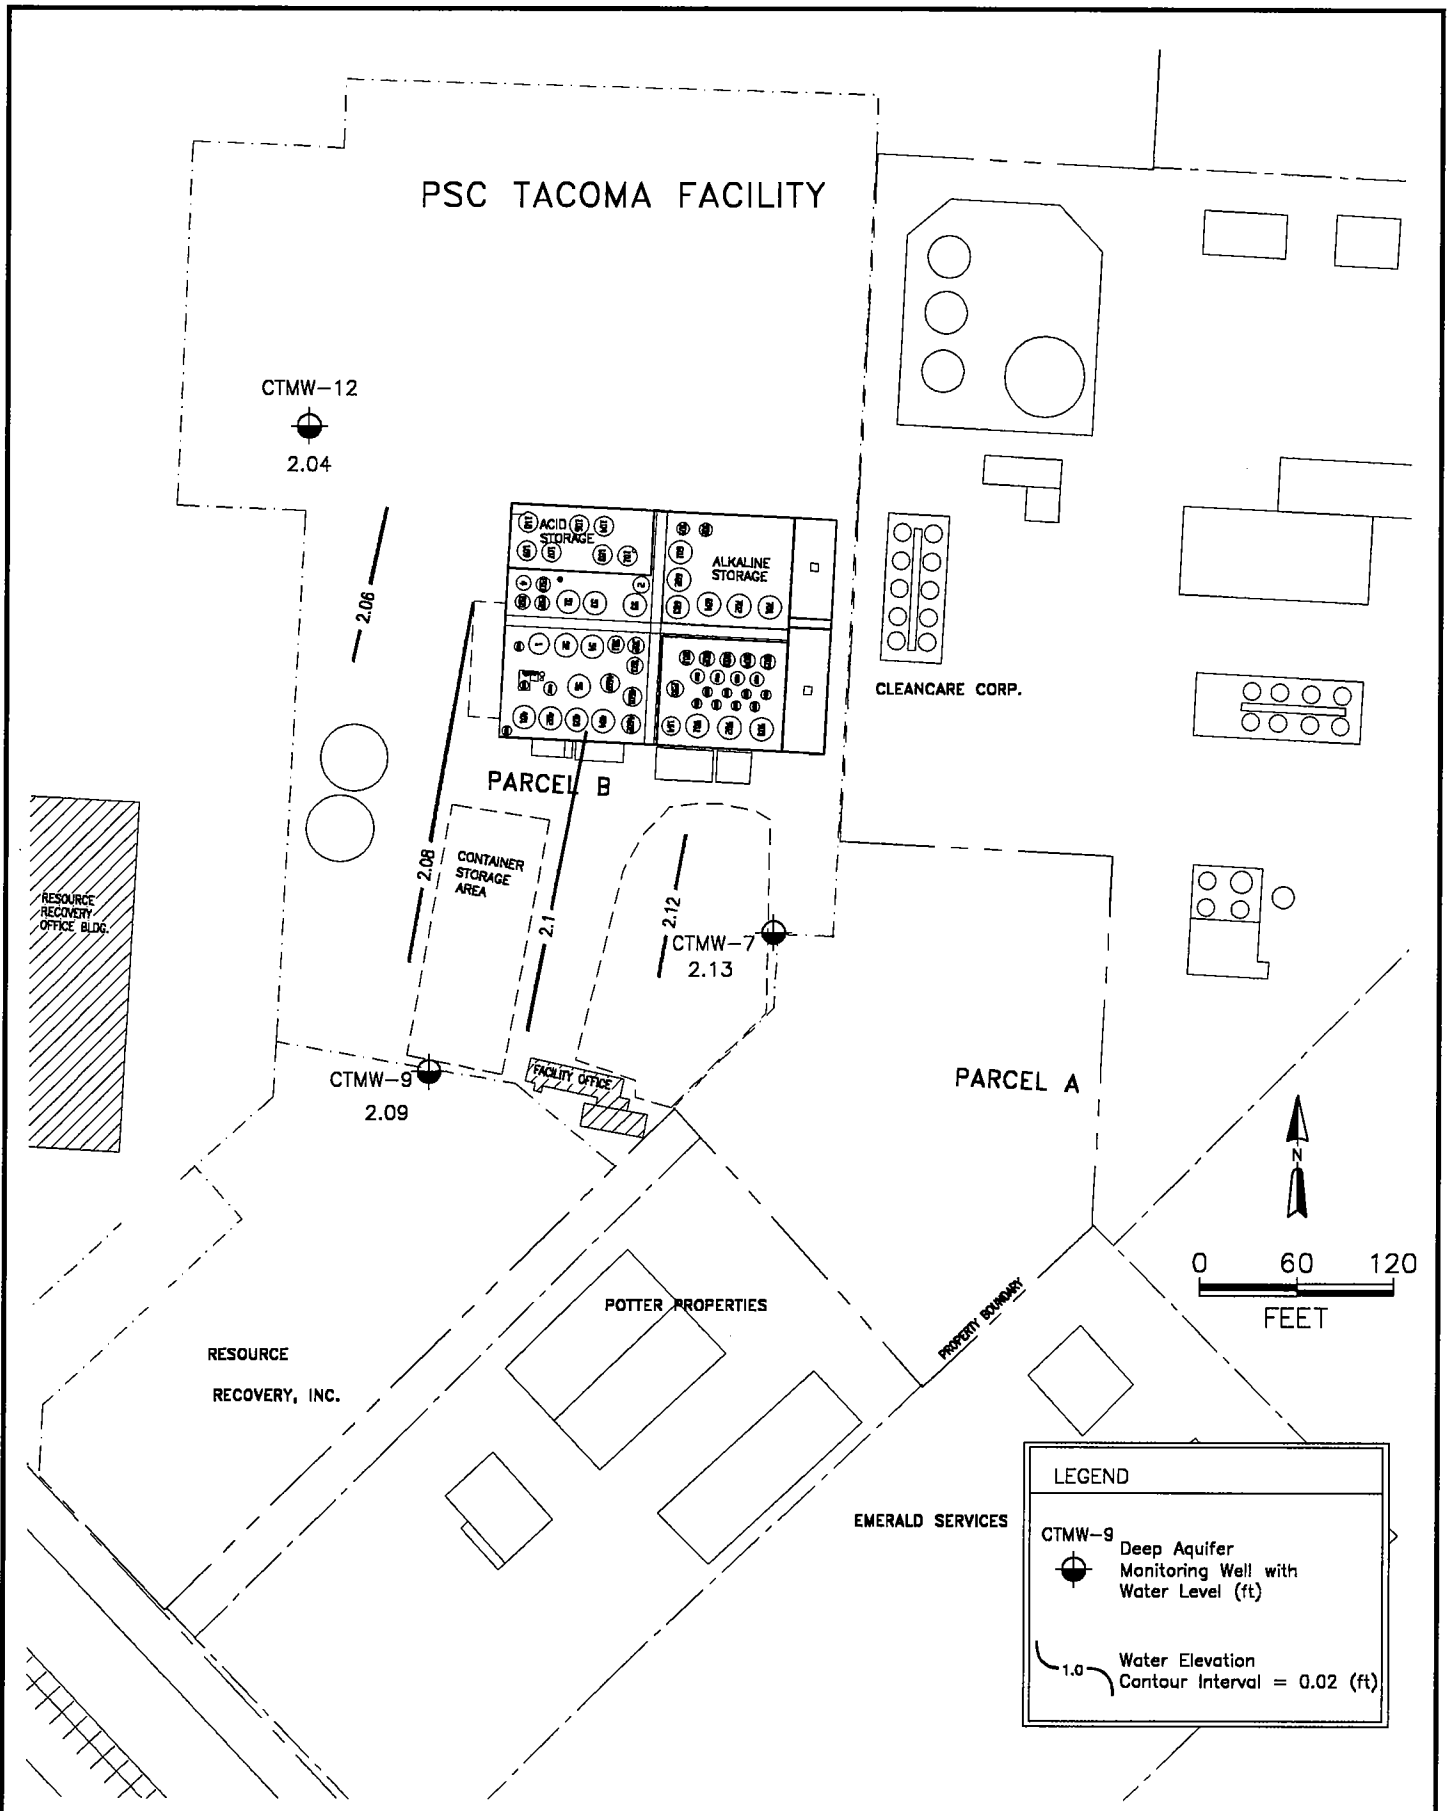 PSC TACOMA FACILITY
CTMW-12
2.04
ACID
STORAGE
ALKALINE
STORAGE
2.06
CLEANCARE CORP.
PARCEL B
2.08
CONTAINER
STORAGE
AREA
2.1
2.12
RESOURCE
RECOVERY
OFFICE BLDG.
CTMW-7
2.13
CTMW-9
2.09
FACILITY OFFICE
PARCEL A
N
0 60 120
FEET
PROPERTY BOUNDARY
POTTER PROPERTIES
RESOURCE
RECOVERY, INC.
EMERALD SERVICES
LEGEND
CTMW-9
Deep Aquifer
Monitoring Well with
Water Level (ft)
1.0
Water Elevation
Contour Interval = 0.02 (ft)